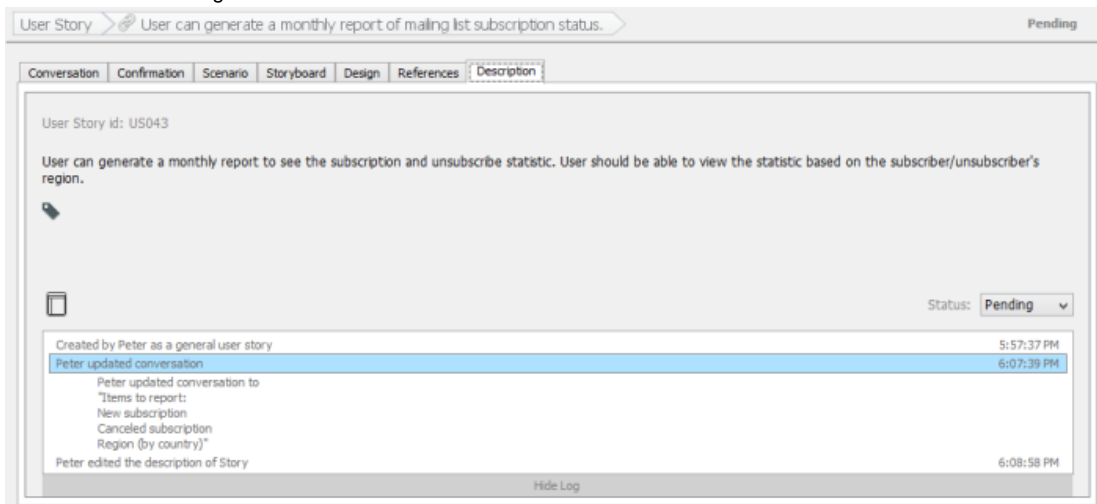 User Story User can generate a monthly report of mailing list subscription status. Pending
Conversation Confirmation Scenario Storyboard Design References Description
User Story id: US043
User can generate a monthly report to see the subscription and unsubscribe statistic. User should be able to view the statistic based on the subscriber/unsubscriber's
region.
Status: Pending
Created by Peter as a general user story 5:57:37 PM
Peter updated conversation 6:07:39 PM
Peter updated conversation to
"Items to report:
New subscription
Canceled subscription
Region (by country)"
Peter edited the description of Story 6:08:58 PM
Hide Log